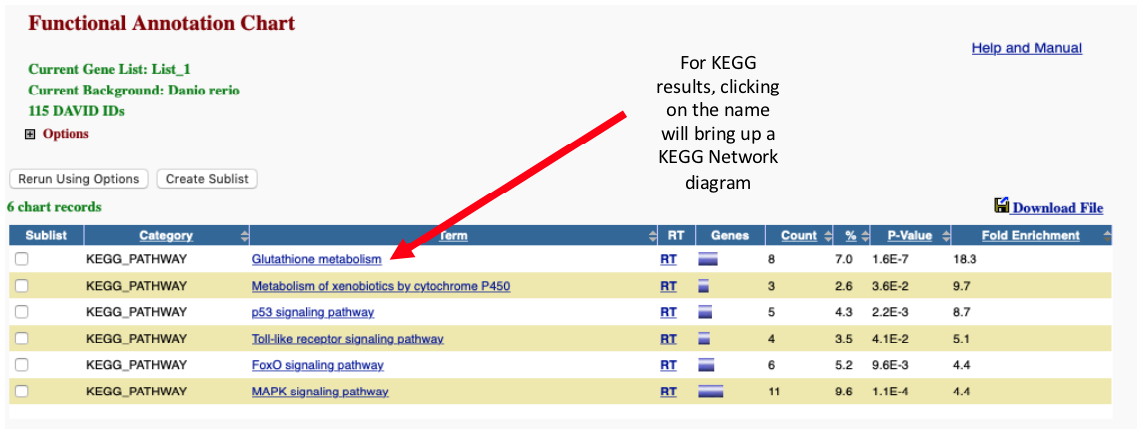 Functional Annotation Chart
Help and Manual
Current Gene List: List_1
Current Background: Danio rerio
115 DAVID IDs
Options
For KEGG
results, clicking
on the name
will bring up a
KEGG Network
diagram
Rerun Using Options Create Sublist
6 chart records
Download File
Sublist Category Term RT Genes Count % P-Value Fold Enrichment
KEGG_PATHWAY Glutathione metabolism RT 8 7.0 1.6E-7 18.3
KEGG_PATHWAY Metabolism of xenobiotics by cytochrome P450 RT 3 2.6 3.6E-2 9.7
KEGG_PATHWAY p53 signaling pathway RT 5 4.3 2.2E-3 8.7
KEGG_PATHWAY Toll-like receptor signaling pathway RT 4 3.5 4.1E-2 5.1
KEGG_PATHWAY FoxO signaling pathway RT 6 5.2 9.6E-3 4.4
KEGG_PATHWAY MAPK signaling pathway RT 11 9.6 1.1E-4 4.4